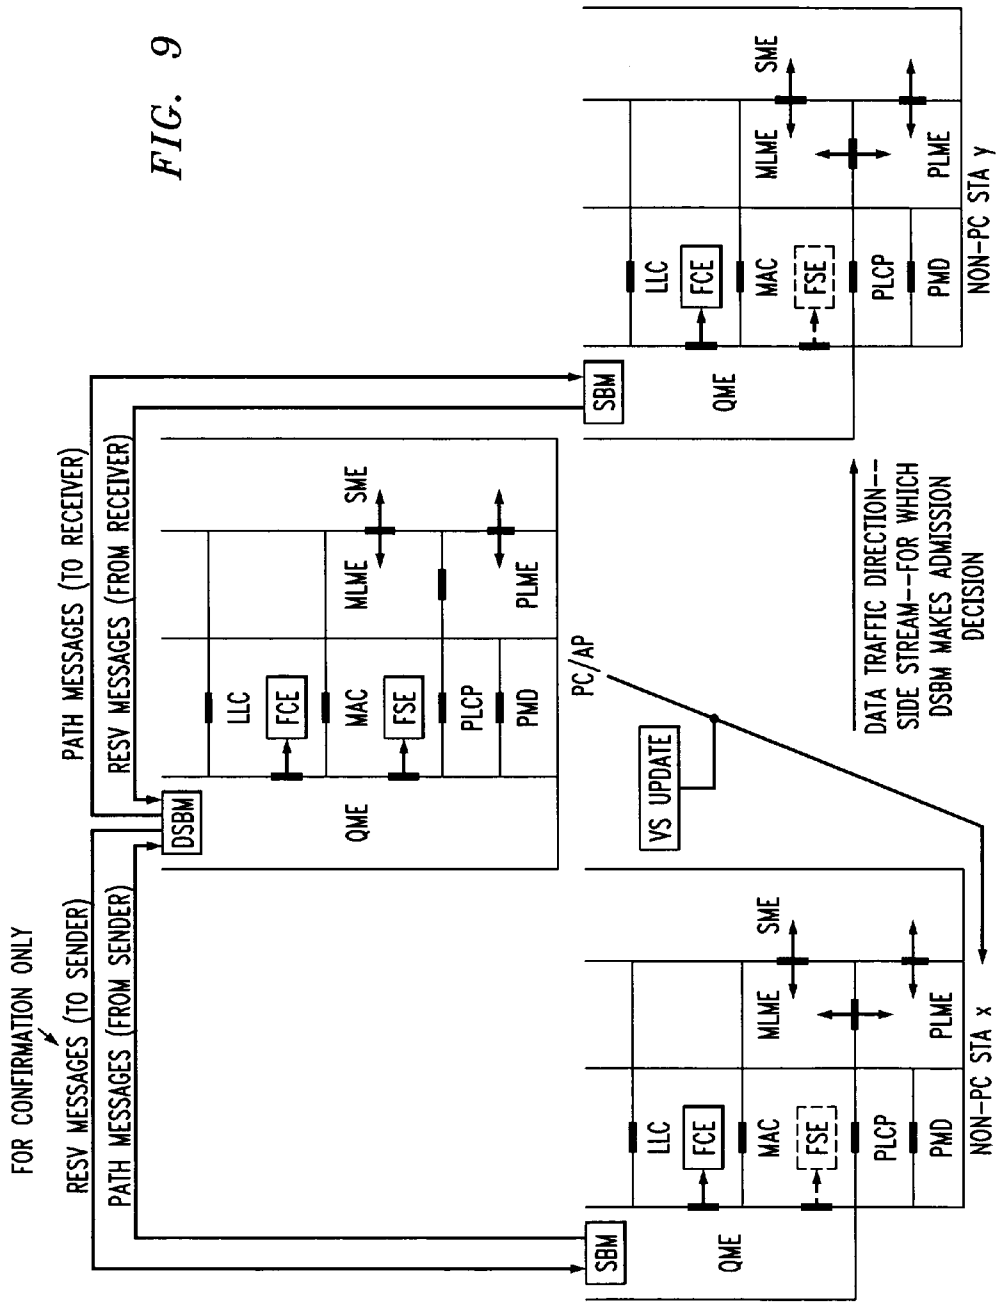 FIG. 9
FOR CONFIRMATION ONLY
RESV MESSAGES (TO SENDER)
PATH MESSAGES (FROM SENDER)
PATH MESSAGES (TO RECEIVER)
RESV MESSAGES (FROM RECEIVER)
DSBM
QME
LLC
FCE
MAC
FSE
PLCP
PMD
MLME
PLME
SME
PC/AP
VS UPDATE
SBM
QME
LLC
FCE
MAC
FSE
PLCP
PMD
MLME
PLME
SME
NON-PC STA x
DATA TRAFFIC DIRECTION--
SIDE STREAM--FOR WHICH
DSBM MAKES ADMISSION
DECISION
SBM
QME
LLC
FCE
MAC
FSE
PLCP
PMD
MLME
PLME
SME
NON-PC STA y